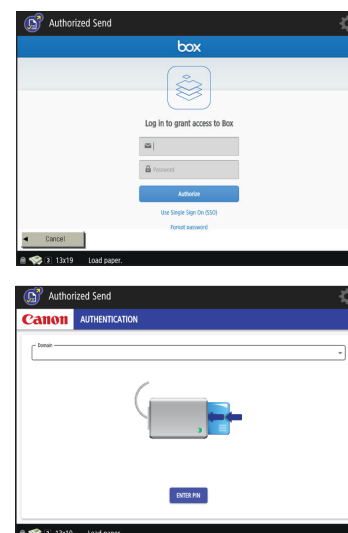 Authorized Send
box
Log in to grant access to Box
Password
Authorize
Use Single Sign On (SSO)
Forgot password
Cancel
3 13x19 Load paper.
Authorized Send
Canon AUTHENTICATION
Domain
ENTER PIN
3 13x19 Load paper.